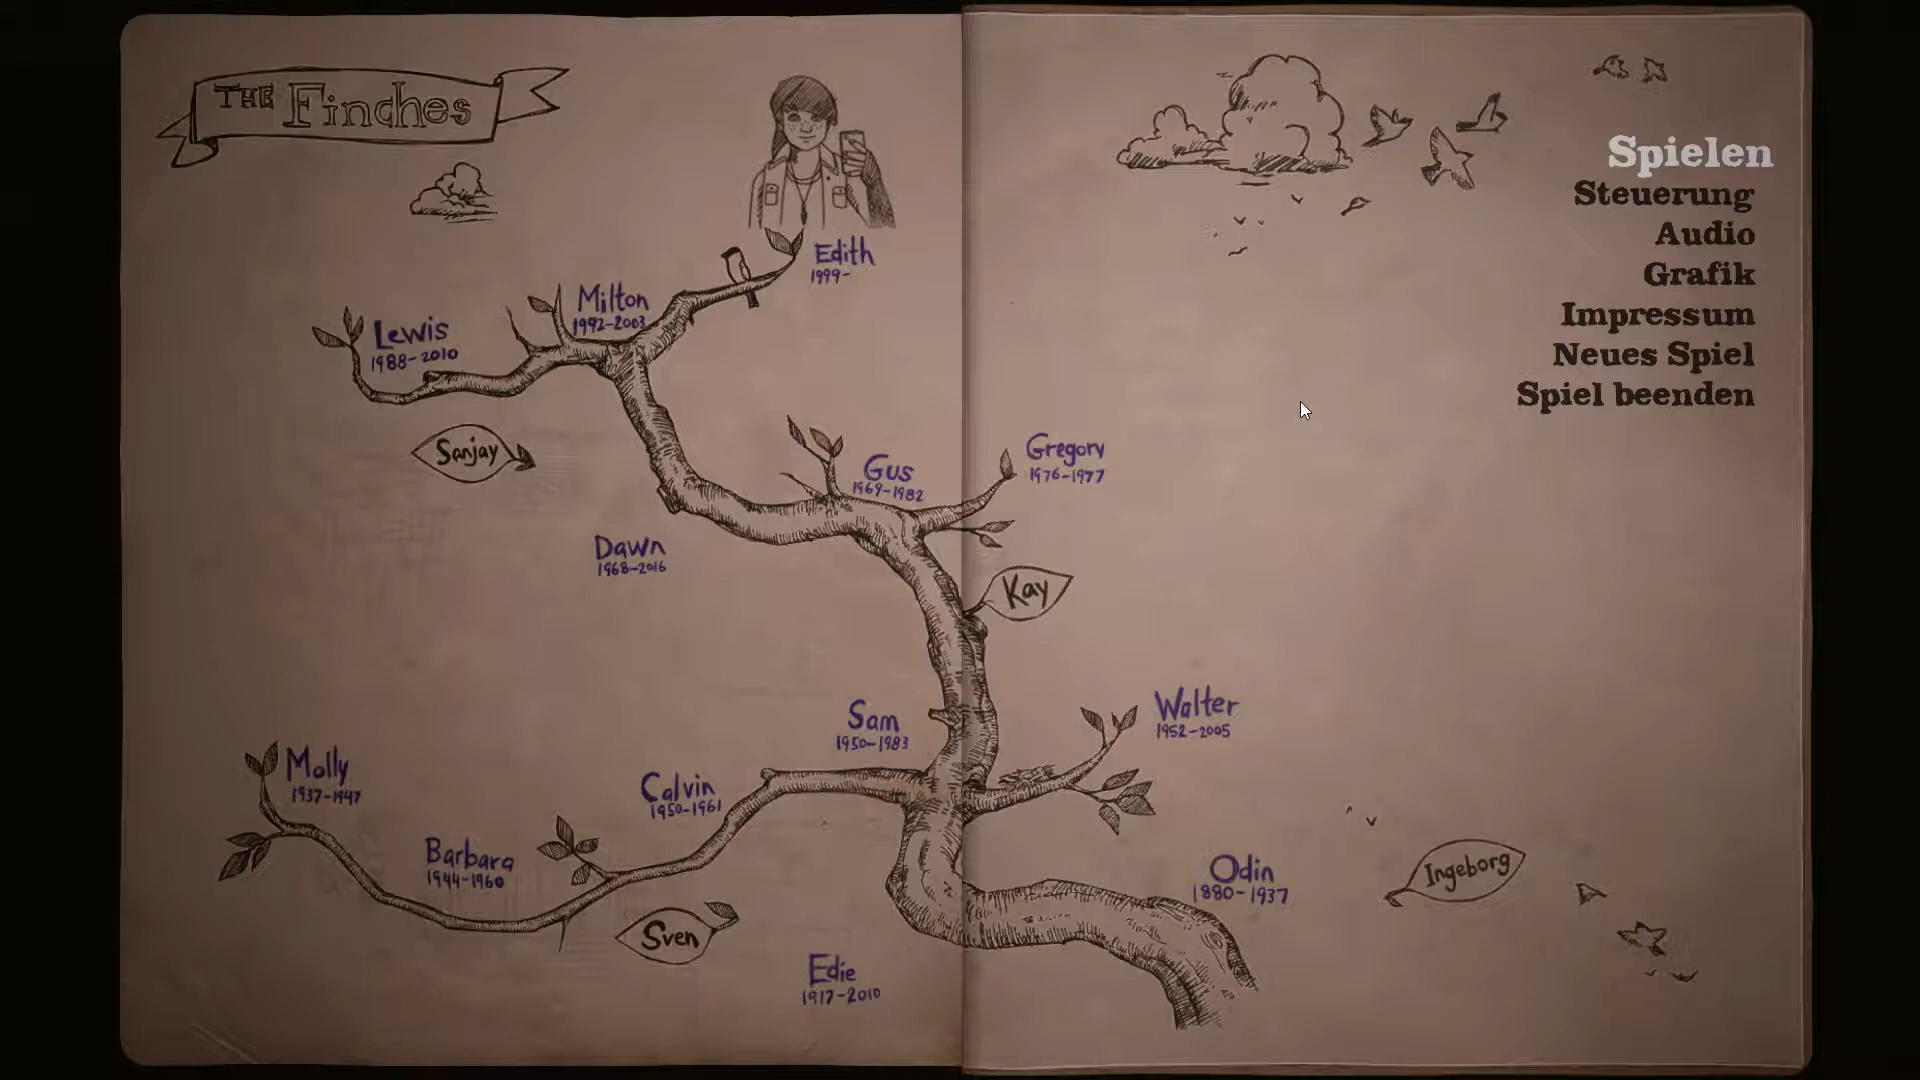 THE Finches
Edith
1999-
Milton
1992-2003
Lewis
1988-2010
Sanjay
Gus
1969-1982
Gregory
1976-1977
Dawn
1968-2016
Kay
Sam
1950-1983
Walter
1952-2005
Molly
1937-1947
Calvin
1950-1961
Barbara
1944-1960
Sven
Odin
1880-1937
Ingeborg
Edie
1917-2010
Spielen
Steuerung
Audio
Grafik
Impressum
Neues Spiel
Spiel beenden